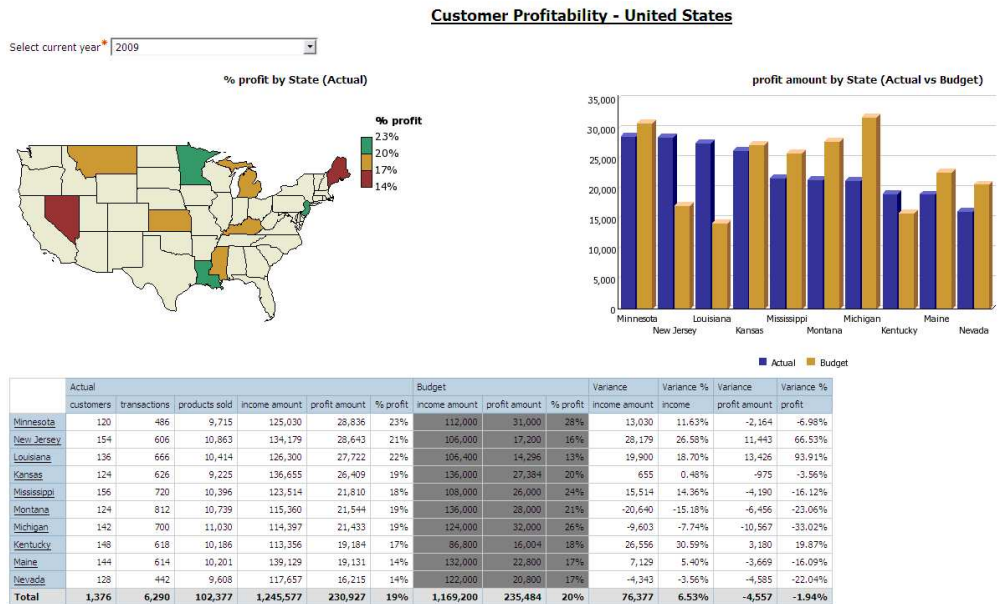 Customer Profitability - United States
Select current year* 2009
% profit by State (Actual)
% profit
23%
20%
17%
14%
profit amount by State (Actual vs Budget)
35,000
30,000
25,000
20,000
15,000
10,000
5,000
0
Minnesota Louisiana Mississippi Michigan Maine
New Jersey Kansas Montana Kentucky Nevada
Actual Budget
Actual Budget Variance Variance % Variance Variance %
customers transactions products sold income amount profit amount % profit income amount profit amount % profit income amount income profit amount profit
Minnesota 120 486 9,715 125,030 28,836 23% 112,000 31,000 28% 13,030 11.63% -2,164 -6.98%
New Jersey 154 606 10,863 134,179 28,643 21% 106,000 17,200 16% 28,179 26.58% 11,443 66.53%
Louisiana 136 666 10,414 126,300 27,722 22% 106,400 14,296 13% 19,900 18.70% 13,426 93.91%
Kansas 124 626 9,225 136,655 26,409 19% 136,000 27,384 20% 655 0.48% -975 -3.56%
Mississippi 156 720 10,396 123,514 21,810 18% 108,000 26,000 24% 15,514 14.36% -4,190 -16.12%
Montana 124 812 10,739 115,360 21,544 19% 136,000 28,000 21% -20,640 -15.18% -6,456 -23.06%
Michigan 142 700 11,030 114,397 21,433 19% 124,000 32,000 26% -9,603 -7.74% -10,567 -33.02%
Kentucky 148 618 10,186 113,356 19,184 17% 86,800 16,004 18% 26,556 30.59% 3,180 19.87%
Maine 144 614 10,201 139,129 19,131 14% 132,000 22,800 17% 7,129 5.40% -3,669 -16.09%
Nevada 128 442 9,608 117,657 16,215 14% 122,000 20,800 17% -4,343 -3.56% -4,585 -22.04%
Total 1,376 6,290 102,377 1,245,577 230,927 19% 1,169,200 235,484 20% 76,377 6.53% -4,557 -1.94%